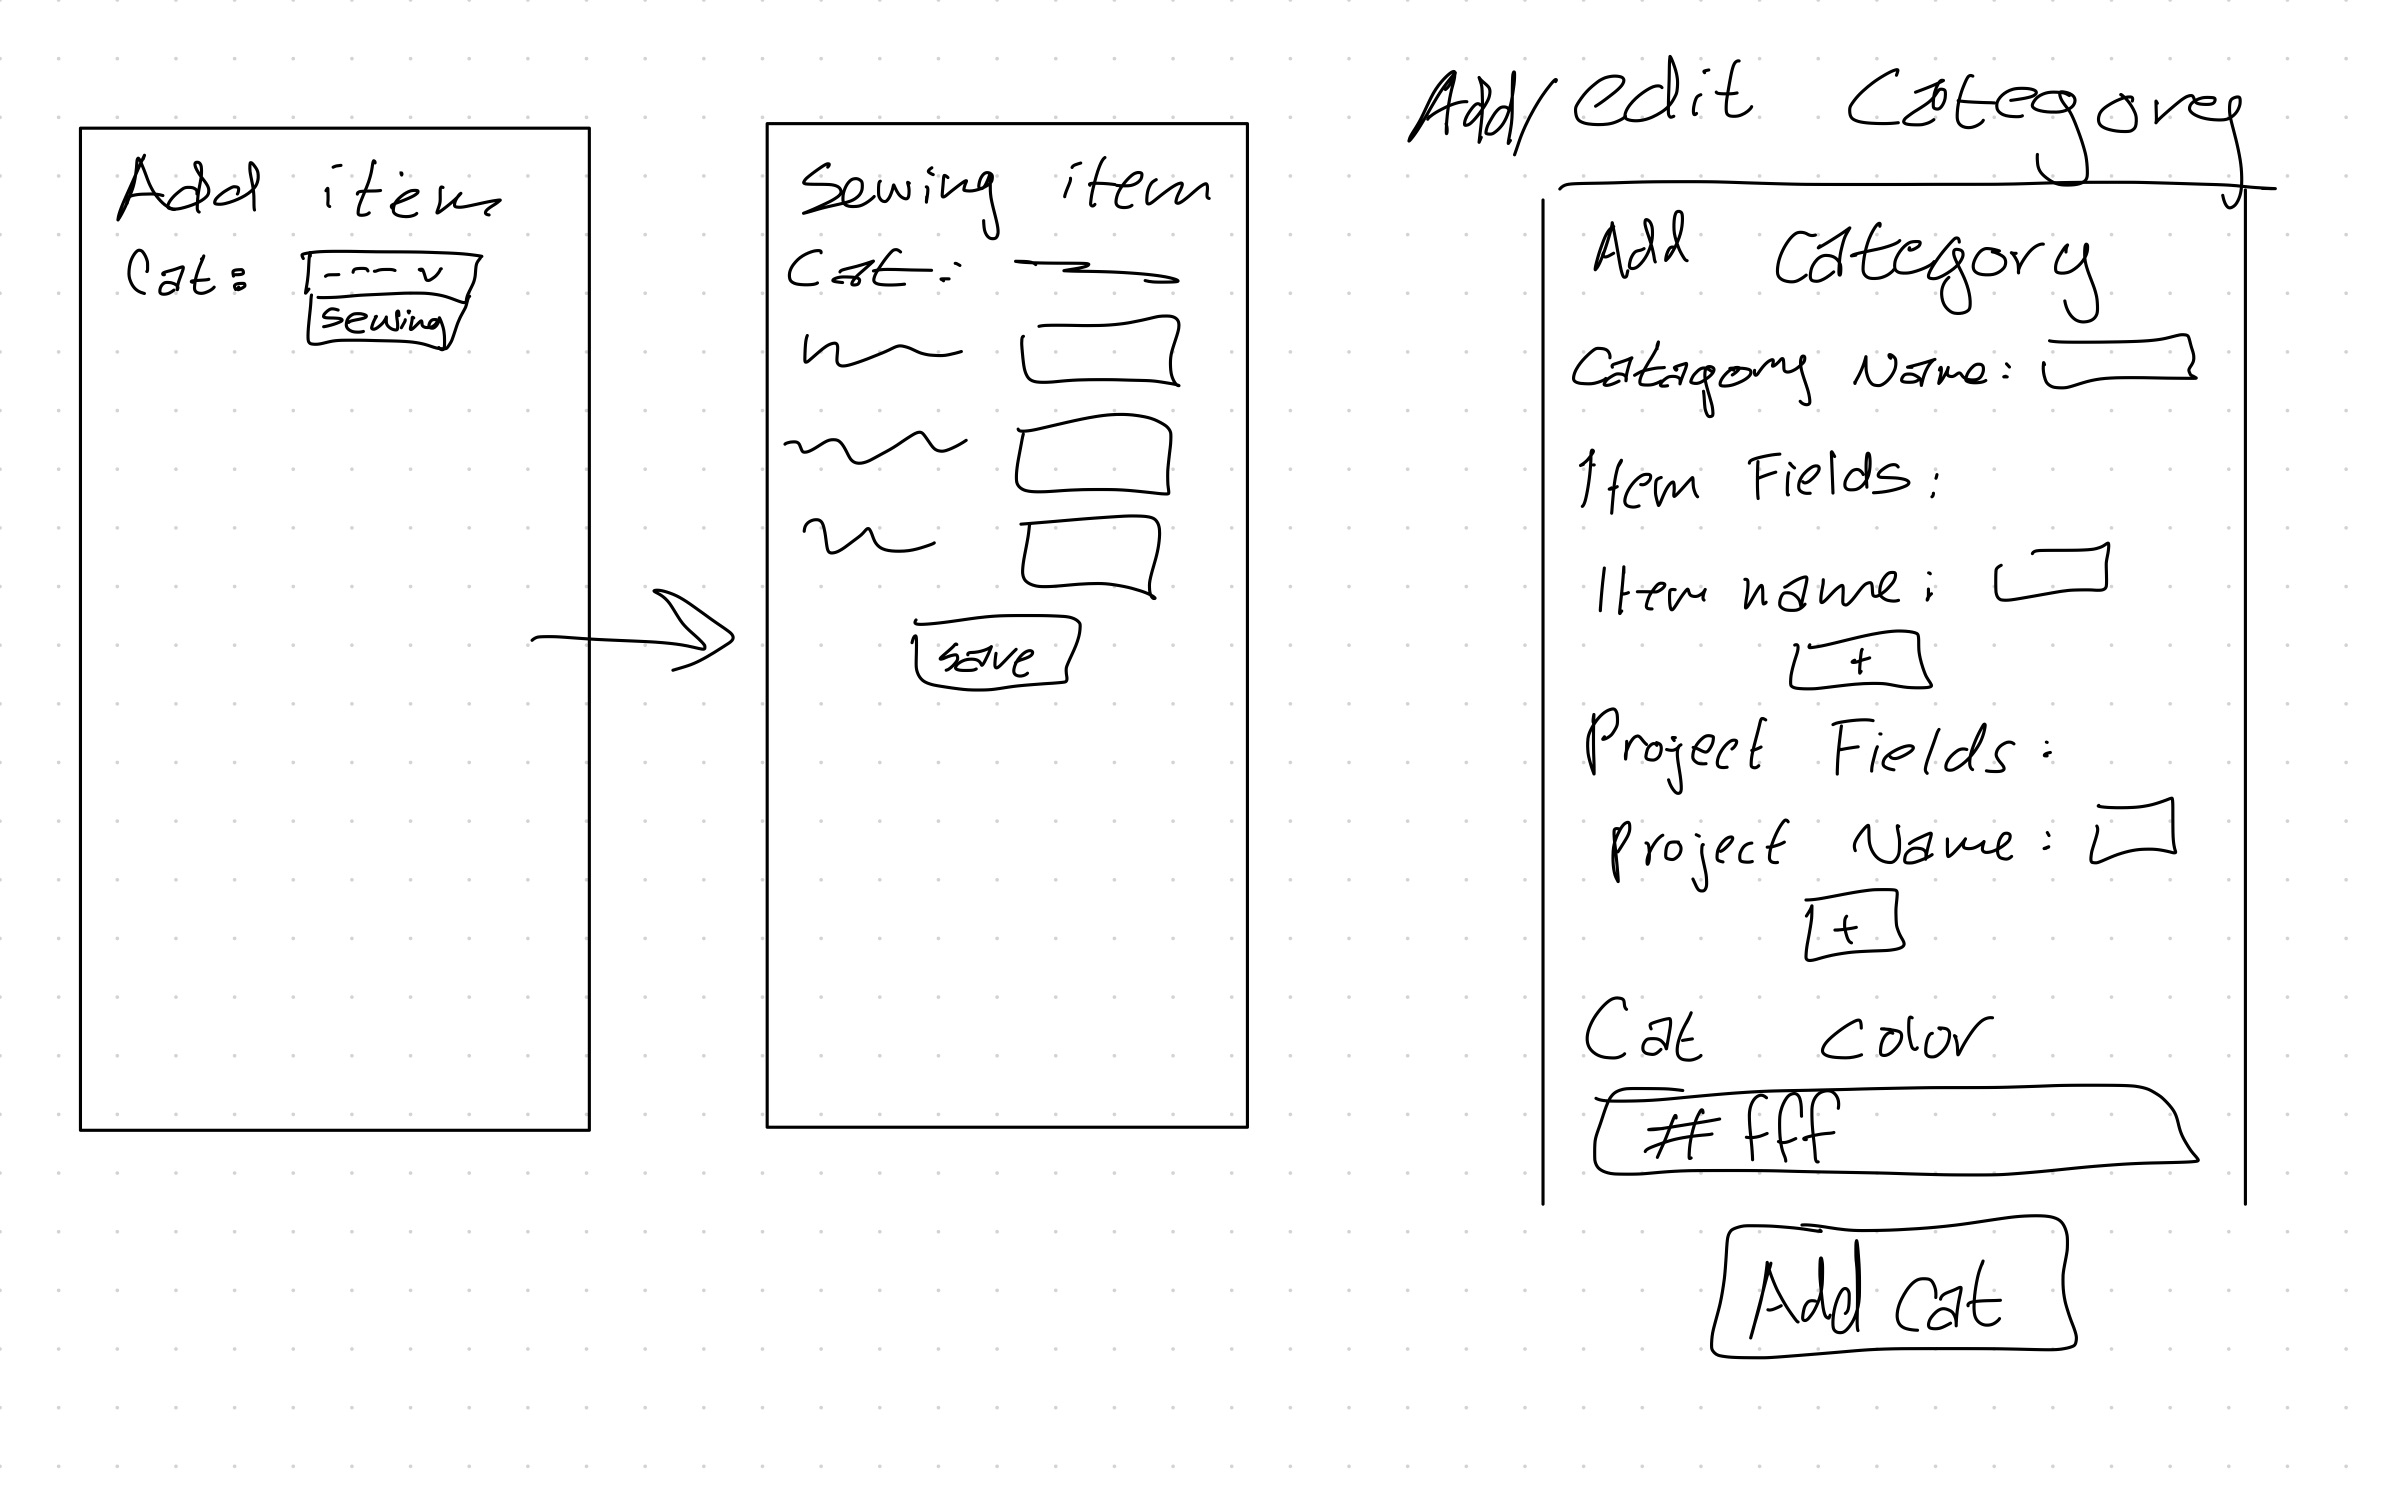 Add item
Cat:
sewing
Sewing item
Cat:
save
Add/edit Category
Add Category
Category Name:
Item Fields:
Item name:
+
Project Fields:
Project Name:
+
Cat Color
#fff
Add Cat